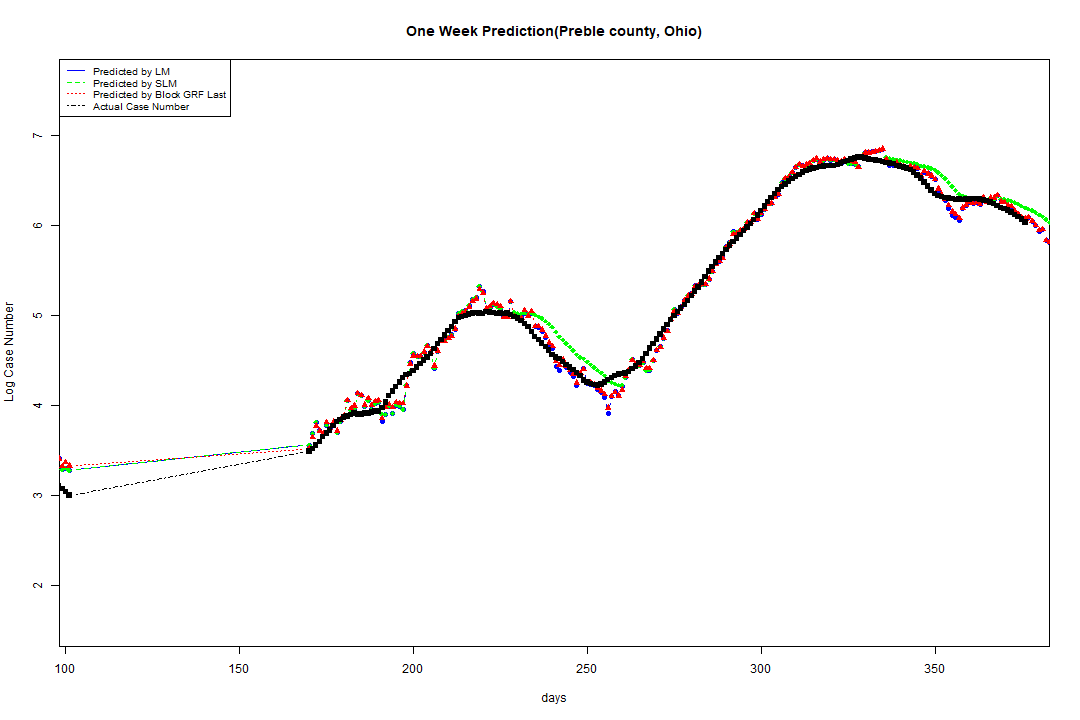 One Week Prediction(Preble county, Ohio)
Predicted by LM
Predicted by SLM
Predicted by Block GRF Last
Actual Case Number
7
6
5
4
3
2
Log Case Number
100 150 200 250 300 350
days